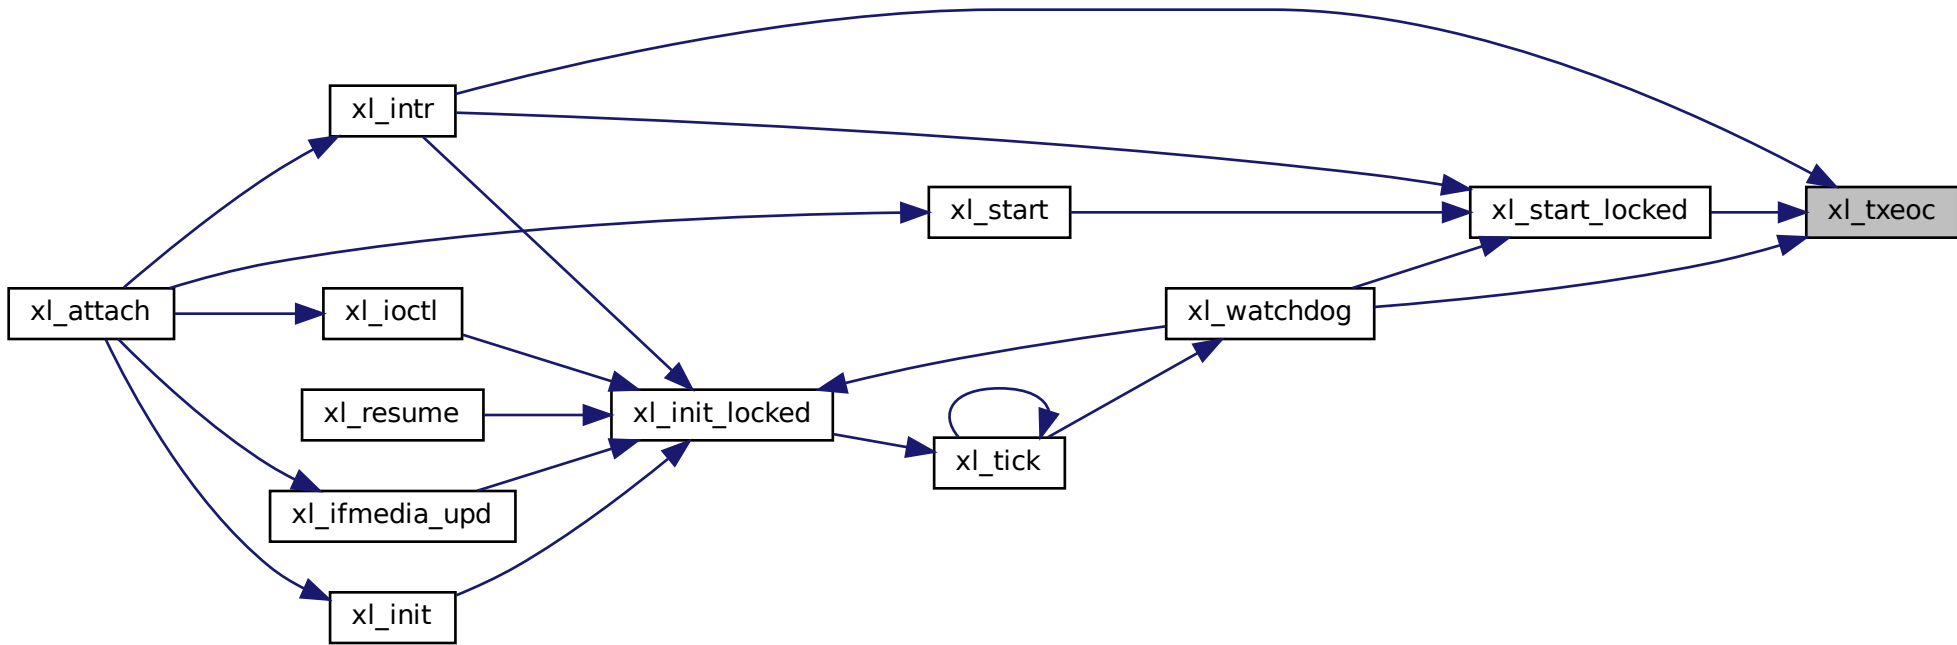 xl_intr
xl_start
xl_start_locked
xl_txeoc
xl_attach
xl_ioctl
xl_watchdog
xl_resume
xl_init_locked
xl_tick
xl_ifmedia_upd
xl_init